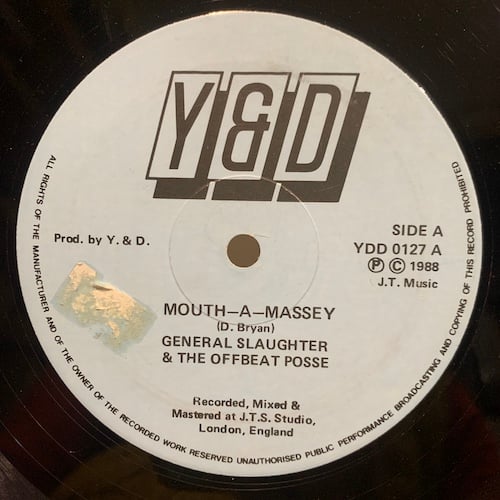 Y&D
SIDE A
YDD 0127 A
Ⓟ © 1988
J.T. Music
Prod. by Y. & D.
MOUTH—A—MASSEY
(D. Bryan)
GENERAL SLAUGHTER
& THE OFFBEAT POSSE
Recorded, Mixed &
Mastered at J.T.S. Studio,
London, England
ALL RIGHTS OF THE MANUFACTURER AND OF THE OWNER OF THE RECORDED WORK RESERVED UNAUTHORISED PUBLIC PERFORMANCE BROADCASTING AND COPYING OF THIS RECORD PROHIBITED